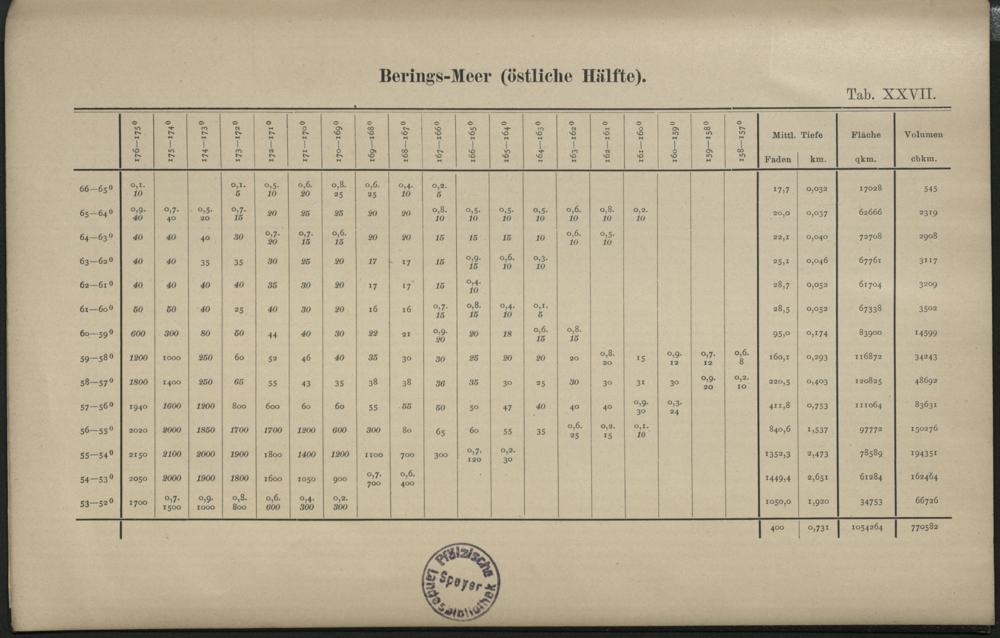 Berings-Meer (östliche Hälfte).
Tab. XXVII.
176—175° 175—174° 174—173° 173—172° 172—171° 171—170° 170—169° 169—168° 168—167° 167—166° 166—165° 165—164° 164—163° 163—162° 162—161° 161—160° 160—159° 159—158° 158—157° Mittl. Tiefe Fläche Volumen
Faden km. qkm. cbkm.
66—65° 0,1. 10 0,1. 5 0,5. 10 0,6. 20 0,8. 25 0,6. 25 0,4. 10 0,2. 5 17,7 0,032 17028 545
65—64° 0,9. 40 0,7. 40 0,5. 20 0,7. 15 20 25 25 20 20 0,8. 10 0,5. 10 0,5. 10 0,5. 10 0,6. 10 0,8. 10 0,2. 10 20,0 0,037 62666 2319
64—63° 40 40 40 30 0,7. 20 0,7. 15 0,6. 15 20 20 15 15 15 10 0,6. 10 0,5. 10 22,1 0,040 72708 2908
63—62° 40 40 35 35 30 25 20 17 17 15 0,9. 15 0,6. 10 0,3. 10 25,1 0,046 67761 3117
62—61° 40 40 40 40 35 30 20 17 17 15 0,4. 10 28,7 0,052 61704 3209
61—60° 50 50 40 25 40 30 20 16 16 0,7. 15 0,8. 15 0,4. 10 0,1. 5 28,5 0,052 67338 3502
60—59° 600 300 80 50 44 40 30 22 21 0,9. 20 20 18 0,6. 15 0,8. 15 95,0 0,174 83900 14599
59—58° 1200 1000 250 60 52 46 40 35 30 30 25 20 20 20 0,8. 20 15 0,9. 12 0,7. 12 0,6. 8 160,1 0,293 116872 34243
58—57° 1800 1400 250 65 55 43 35 38 38 36 35 30 25 30 30 31 30 0,9. 20 0,2. 10 220,5 0,403 120825 48692
57—56° 1940 1600 1200 800 600 60 60 55 55 50 50 47 40 40 40 0,9. 30 0,3. 24 411,8 0,753 111064 83631
56—55° 2020 2000 1850 1700 1700 1200 600 300 80 65 60 55 35 0,6. 25 0,2. 15 0,1. 10 840,6 1,537 97772 150276
55—54° 2150 2100 2000 1900 1800 1400 1200 1100 700 300 0,7. 120 0,2. 30 1352,3 2,473 78589 194351
54—53° 2050 2000 1900 1800 1600 1050 900 0,7. 700 0,6. 400 1449,4 2,651 61284 162464
53—52° 1700 0,7. 1500 0,9. 1000 0,8. 800 0,6. 600 0,4. 300 0,2. 300 1050,0 1,920 34753 66726
400 0,731 1054264 770582
Pfälzische
Speyer
Landesbibliothek